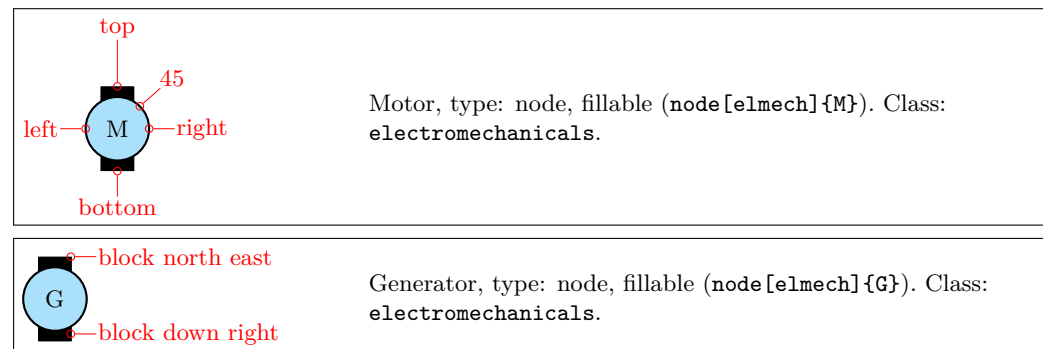 top
45
left
M
right
bottom
Motor, type: node, fillable (node[elmech]{M}). Class:
electromechanicals.
block north east
G
block down right
Generator, type: node, fillable (node[elmech]{G}). Class:
electromechanicals.